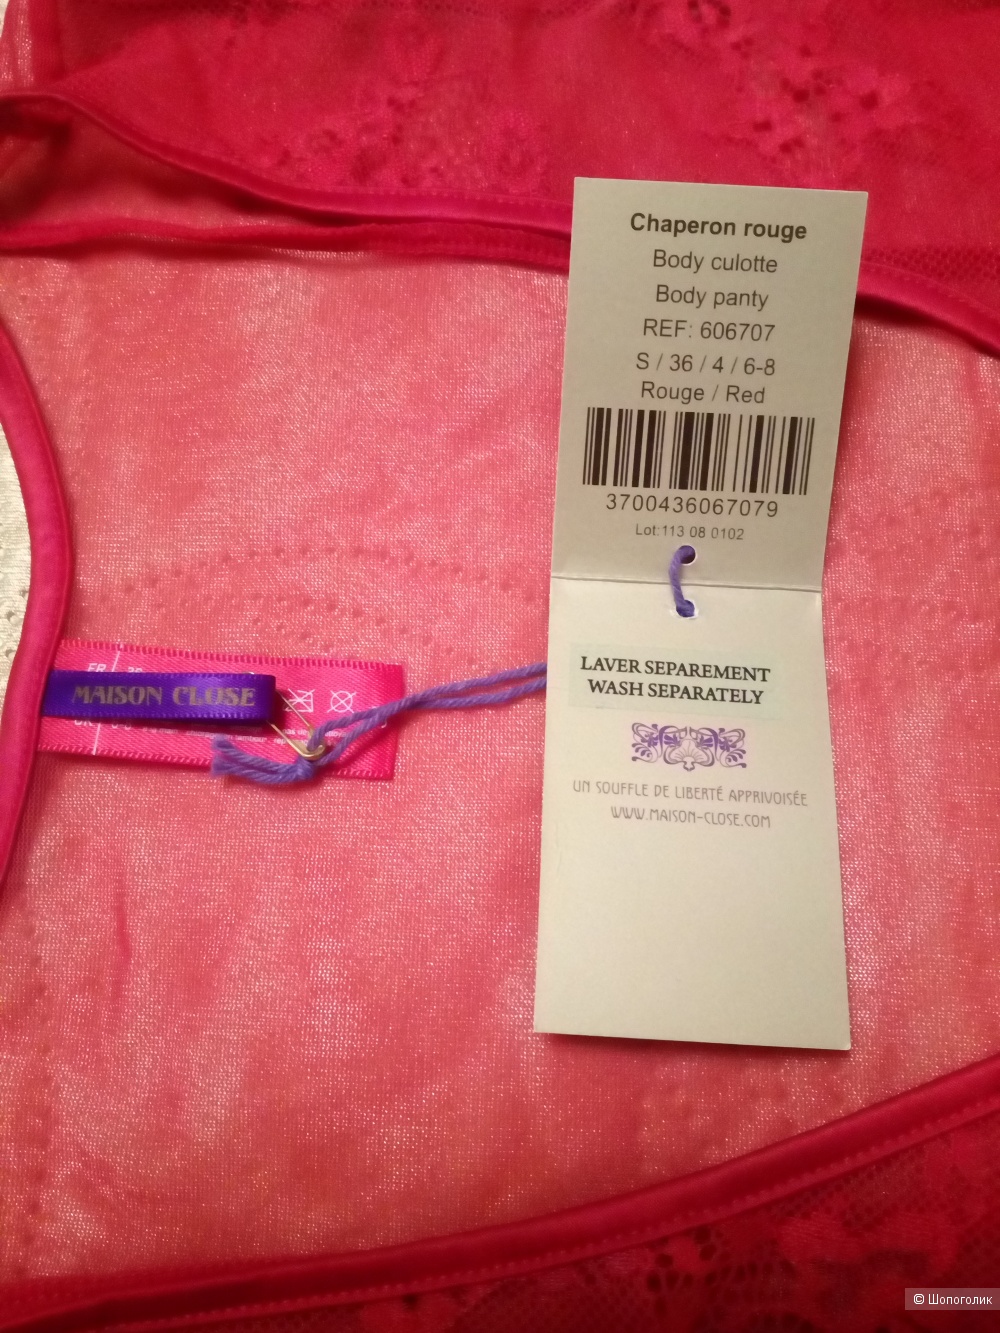 Chaperon rouge
Body culotte
Body panty
REF: 606707
S / 36 / 4 / 6-8
Rouge / Red
3700436067079
Lot:113 08 0102
LAVER SEPAREMENT
WASH SEPARATELY
UN SOUFFLE DE LIBERTÉ APPRIVOISÉE
WWW.MAISON-CLOSE.COM
FR
MAISON CLOSE
© Шопоголик